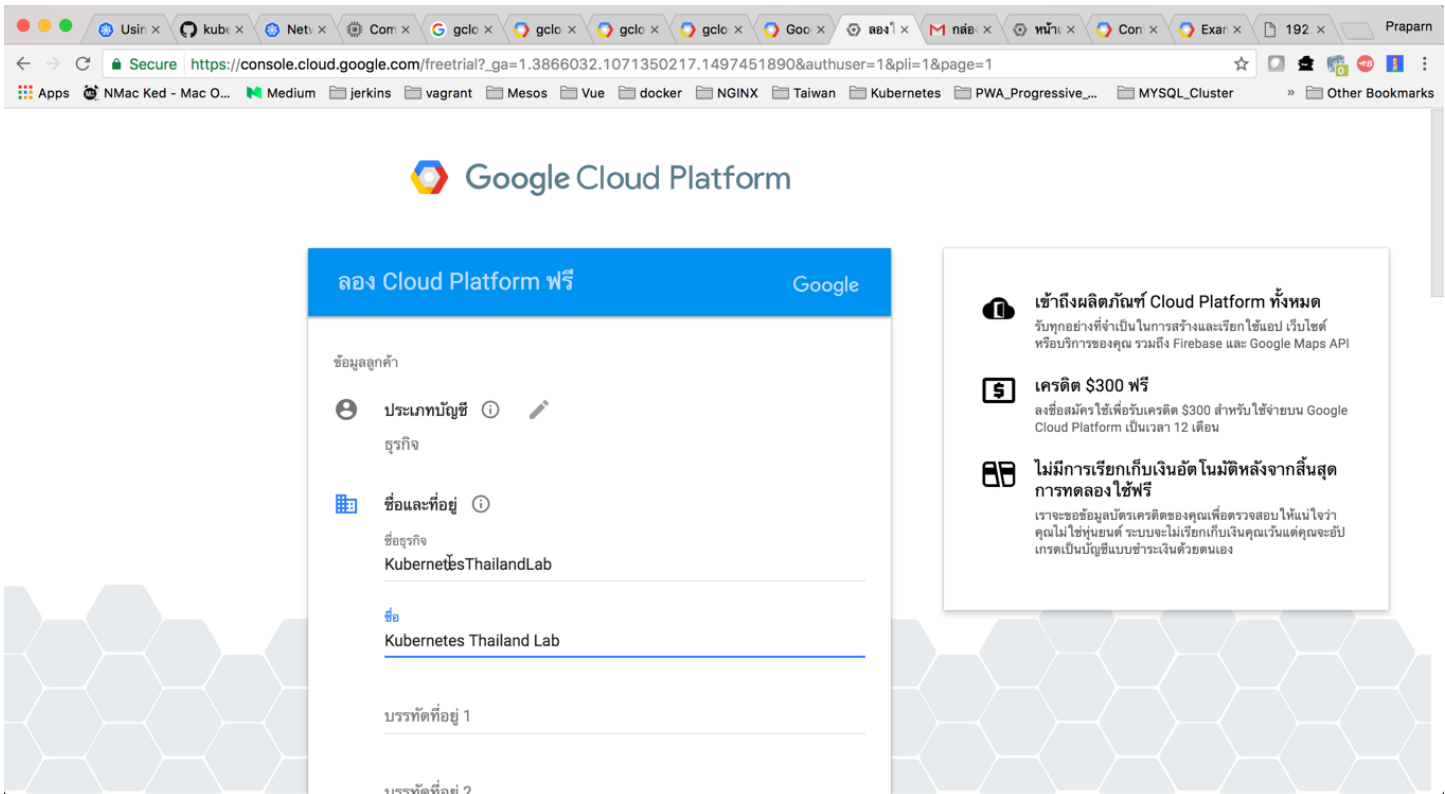 Usin
kube
Net
Com
gclo
gclo
gclo
gclo
Goo
ลองใ
กล่อ
หน้าเ
Con
Exan
192.
Praparn
Secure https://console.cloud.google.com/freetrial?_ga=1.3866032.1071350217.1497451890&authuser=1&pli=1&page=1
Apps NMac Ked - Mac O... Medium jerkins vagrant Mesos Vue docker NGINX Taiwan Kubernetes PWA_Progressive_... MYSQL_Cluster » Other Bookmarks
Google Cloud Platform
ลอง Cloud Platform ฟรี
Google
ข้อมูลลูกค้า
ประเภทบัญชี
ธุรกิจ
ชื่อและที่อยู่
ชื่อธุรกิจ
KubernetesThailandLab
ชื่อ
Kubernetes Thailand Lab
บรรทัดที่อยู่ 1
บรรทัดที่อยู่ 2
เข้าถึงผลิตภัณฑ์ Cloud Platform ทั้งหมด
รับทุกอย่างที่จำเป็นในการสร้างและเรียกใช้แอป เว็บไซต์
หรือบริการของคุณ รวมถึง Firebase และ Google Maps API
เครดิต $300 ฟรี
ลงชื่อสมัครใช้เพื่อรับเครดิต $300 สำหรับใช้จ่ายบน Google
Cloud Platform เป็นเวลา 12 เดือน
ไม่มีการเรียกเก็บเงินอัตโนมัติหลังจากสิ้นสุด
การทดลองใช้ฟรี
เราจะขอข้อมูลบัตรเครดิตของคุณเพื่อตรวจสอบให้แน่ใจว่า
คุณไม่ใช่หุ่นยนต์ ระบบจะไม่เรียกเก็บเงินคุณเว้นแต่คุณจะอัป
เกรดเป็นบัญชีแบบชำระเงินด้วยตนเอง